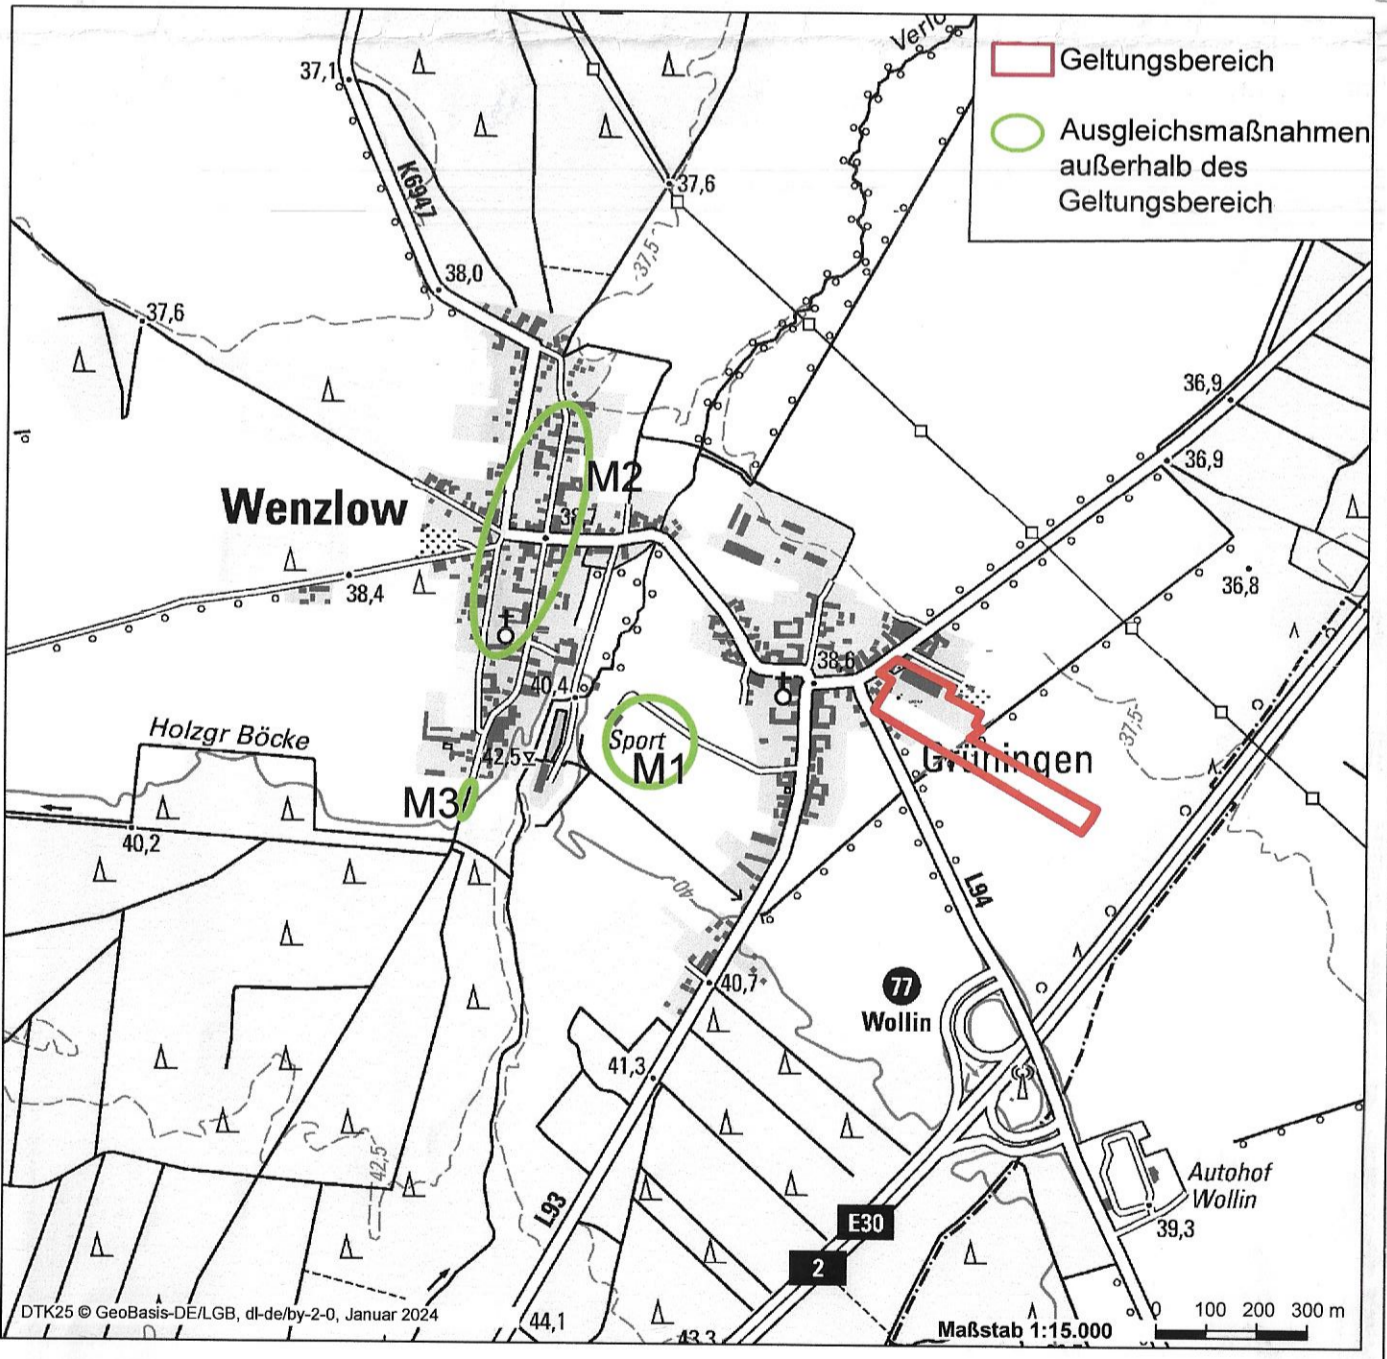 Verlo
Geltungsbereich
Ausgleichsmaßnahmen
außerhalb des
Geltungsbereich
37,1
K6947
37,6
37,5
38,0
37,6
36,9
36,9
M2
Wenzlow
38,7
36,8
38,4
38,6
40,4
37,5
Holzgr Böcke
Sport
M1
42,5
Grüningen
M3
40,2
40
L94
40,7
77
Wollin
41,3
42,5
Autohof
Wollin
L93
E30
39,3
2
DTK25 © GeoBasis-DE/LGB, dl-de/by-2-0, Januar 2024
44,1
43,3
Maßstab 1:15.000
0 100 200 300 m